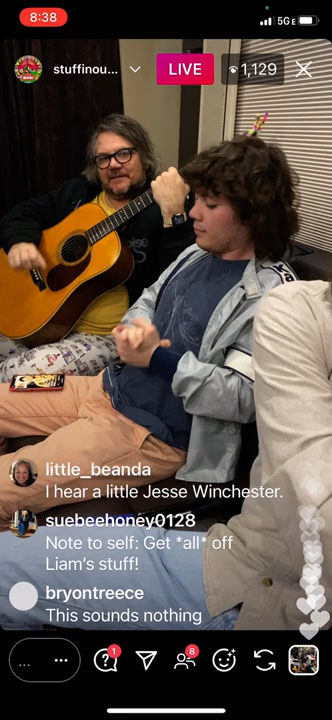 8:38
5GE
stuffinou...
LIVE
1,129
little_beanda
I hear a little Jesse Winchester.
suebeehoney0128
Note to self: Get *all* off
Liam's stuff!
bryontreece
This sounds nothing
...
1
8